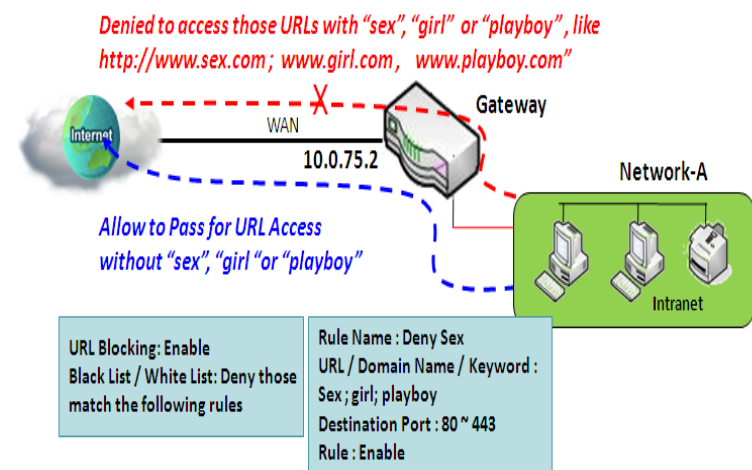 Denied to access those URLs with “sex”, “girl” or “playboy” , like
http://www.sex.com ; www.girl.com , www.playboy.com”
Gateway
Internet
WAN
10.0.75.2
Network-A
Allow to Pass for URL Access
without “sex”, “girl “or “playboy”
Intranet
URL Blocking: Enable
Black List / White List: Deny those
match the following rules
Rule Name : Deny Sex
URL / Domain Name / Keyword :
Sex ; girl; playboy
Destination Port : 80 ~ 443
Rule : Enable